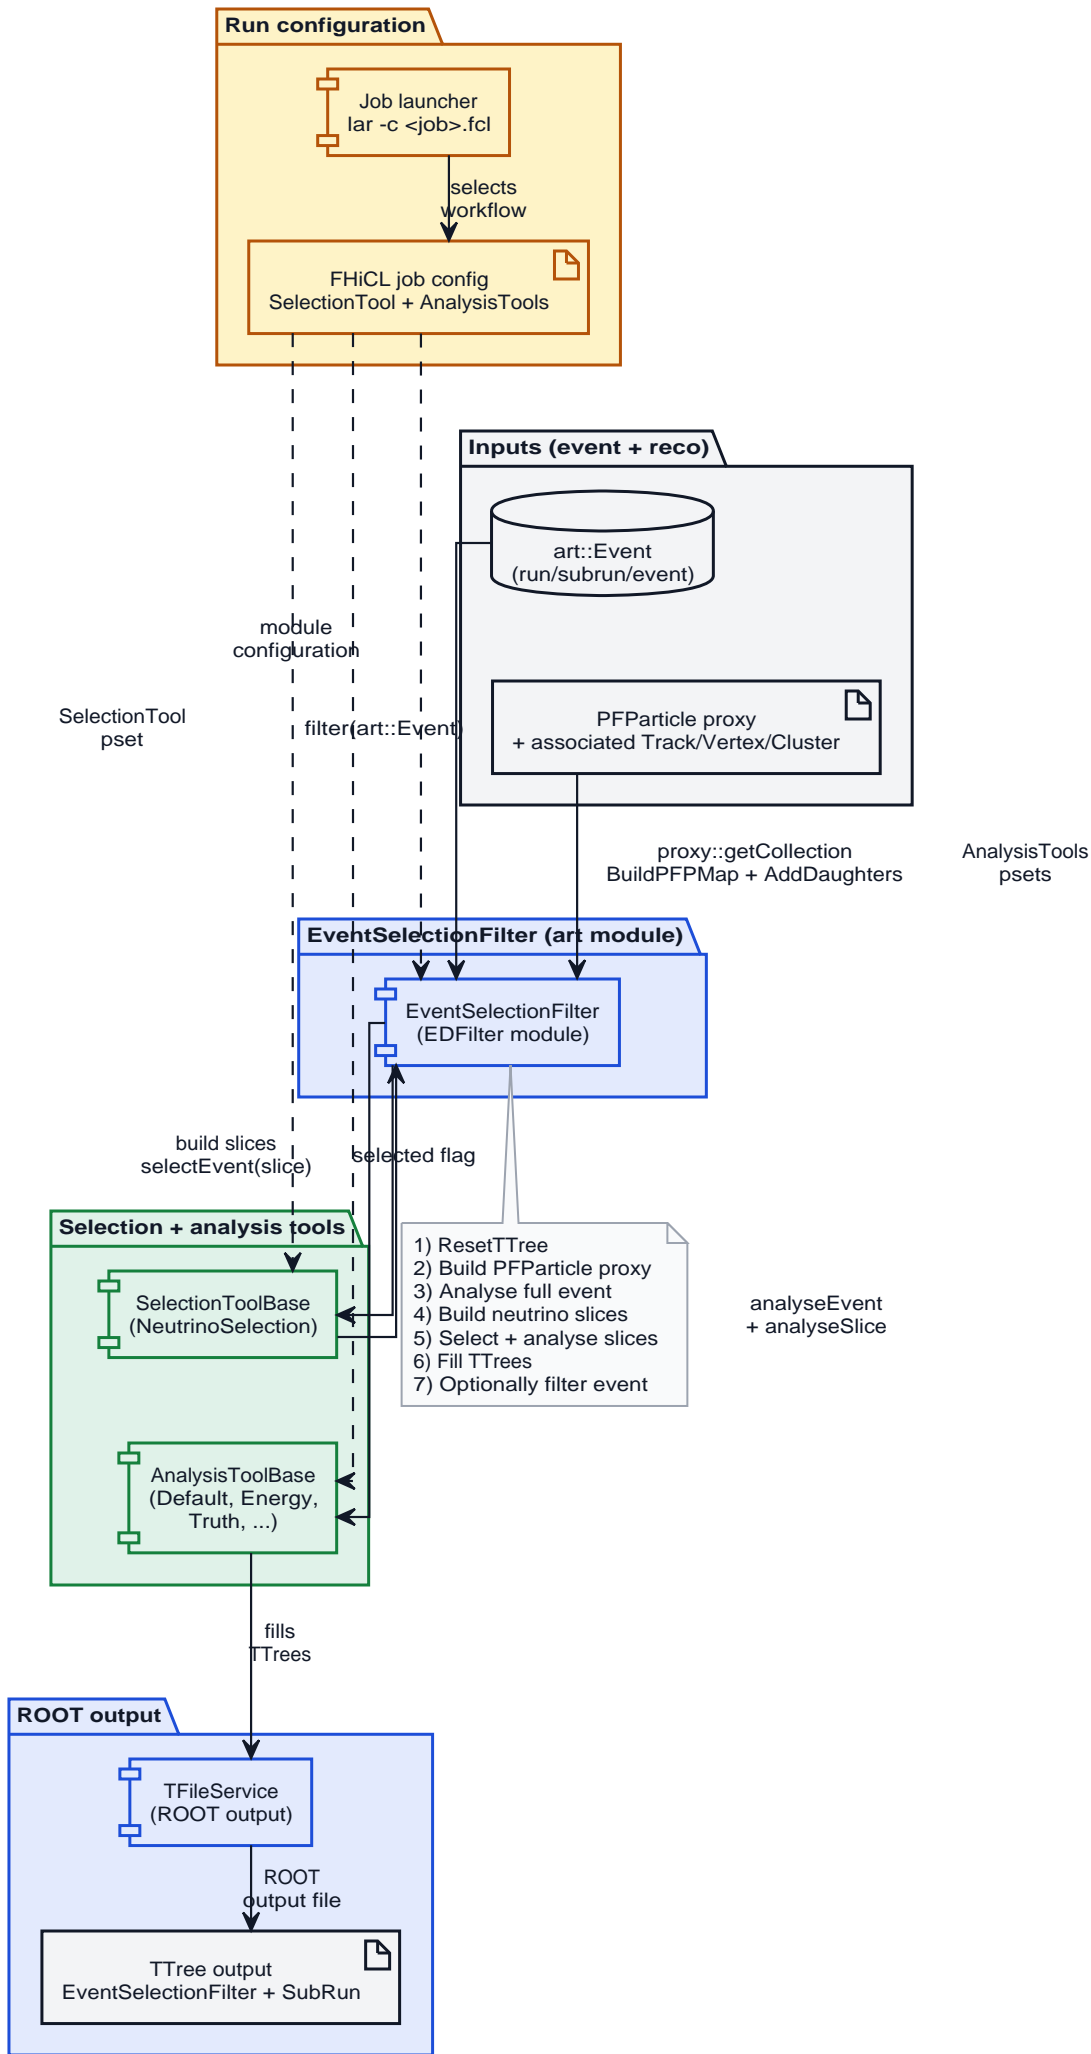 Run configuration
Job launcher
lar -c <job>.fcl
selects
workflow
FHiCL job config
SelectionTool + AnalysisTools
Inputs (event + reco)
art::Event
(run/subrun/event)
module
configuration
SelectionTool
pset
filter(art::Event)
PFParticle proxy
+ associated Track/Vertex/Cluster
proxy::getCollection
BuildPFPMap + AddDaughters
AnalysisTools
psets
EventSelectionFilter (art module)
EventSelectionFilter
(EDFilter module)
build slices
selectEvent(slice)
selected flag
Selection + analysis tools
SelectionToolBase
(NeutrinoSelection)
1) ResetTTree
2) Build PFParticle proxy
3) Analyse full event
4) Build neutrino slices
5) Select + analyse slices
6) Fill TTrees
7) Optionally filter event
analyseEvent
+ analyseSlice
AnalysisToolBase
(Default, Energy,
Truth, ...)
fills
TTrees
ROOT output
TFileService
(ROOT output)
ROOT
output file
TTree output
EventSelectionFilter + SubRun